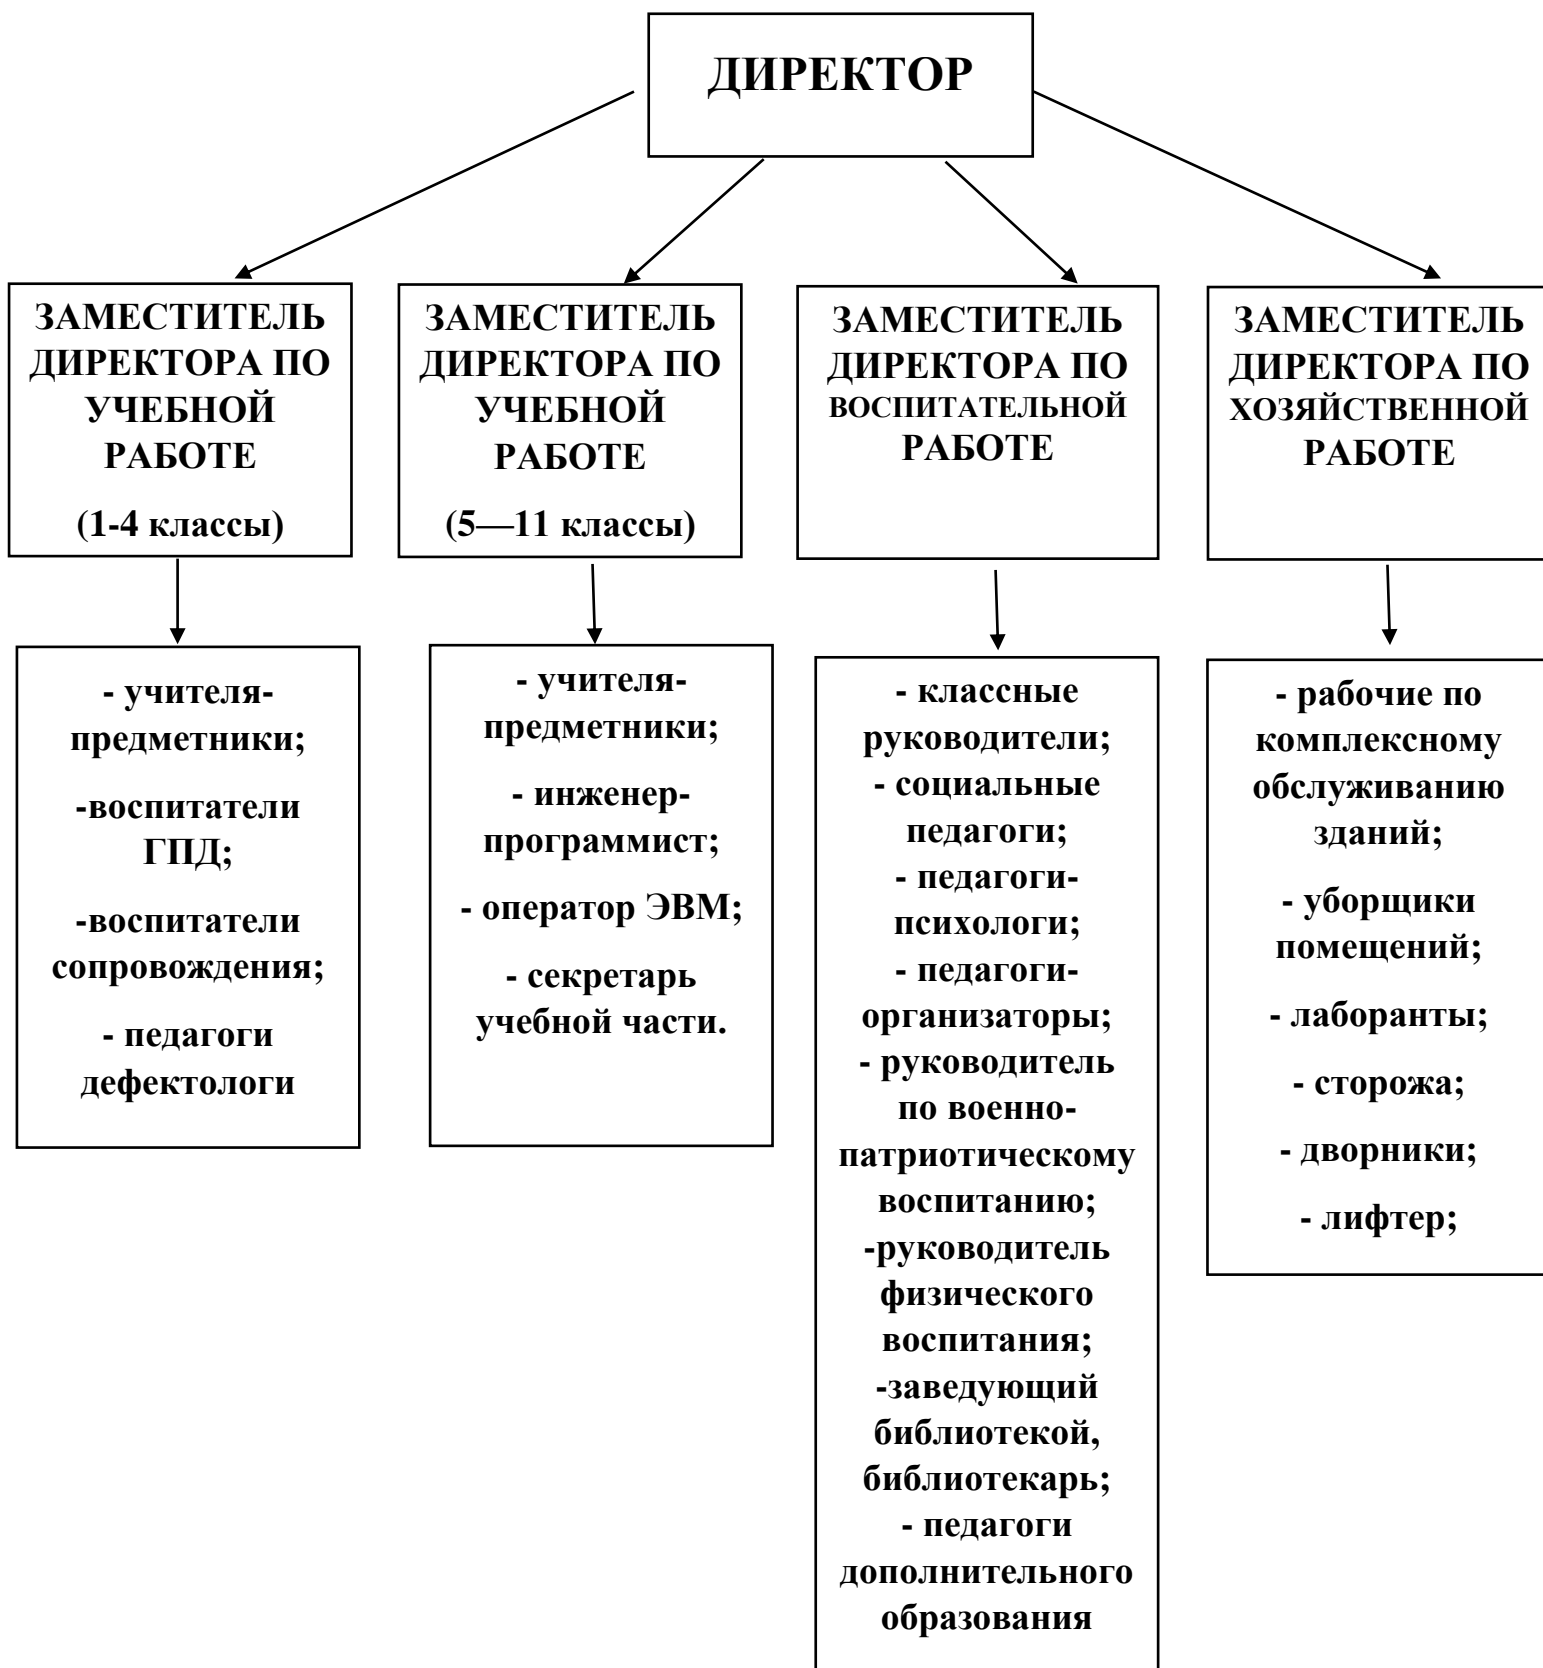 ДИРЕКТОР
ЗАМЕСТИТЕЛЬ
ДИРЕКТОРА ПО
УЧЕБНОЙ
РАБОТЕ
(1-4 классы)
ЗАМЕСТИТЕЛЬ
ДИРЕКТОРА ПО
УЧЕБНОЙ
РАБОТЕ
(5—11 классы)
ЗАМЕСТИТЕЛЬ
ДИРЕКТОРА ПО
ВОСПИТАТЕЛЬНОЙ
РАБОТЕ
ЗАМЕСТИТЕЛЬ
ДИРЕКТОРА ПО
ХОЗЯЙСТВЕННОЙ
РАБОТЕ
- учителя-
предметники;
-воспитатели
ГПД;
-воспитатели
сопровождения;
- педагоги
дефектологи
- учителя-
предметники;
- инженер-
программист;
- оператор ЭВМ;
- секретарь
учебной части.
- классные
руководители;
- социальные
педагоги;
- педагоги-
психологи;
- педагоги-
организаторы;
- руководитель
по военно-
патриотическому
воспитанию;
-руководитель
физического
воспитания;
-заведующий
библиотекой,
библиотекарь;
- педагоги
дополнительного
образования
- рабочие по
комплексному
обслуживанию
зданий;
- уборщики
помещений;
- лаборанты;
- сторожа;
- дворники;
- лифтер;